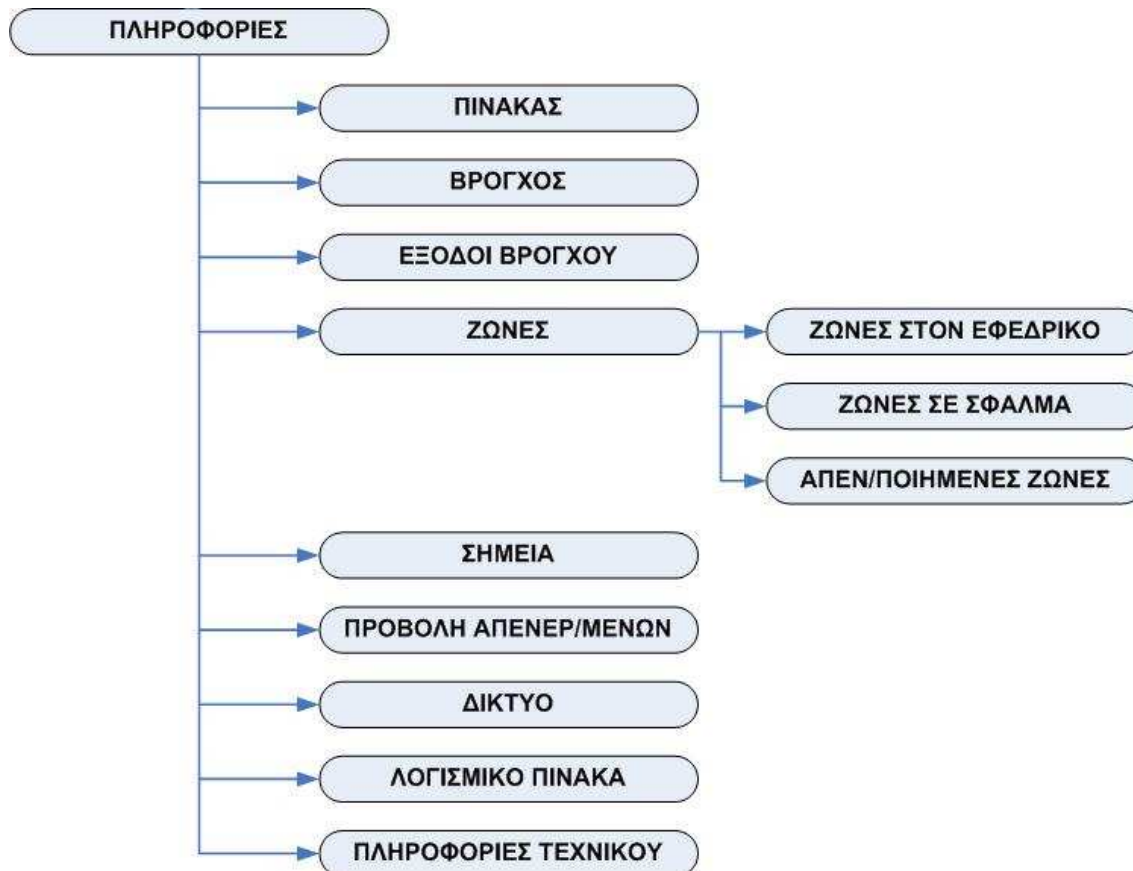 ΠΛΗΡΟΦΟΡΙΕΣ
ΠΙΝΑΚΑΣ
ΒΡΟΓΧΟΣ
ΕΞΟΔΟΙ ΒΡΟΓΧΟΥ
ΖΩΝΕΣ
ΖΩΝΕΣ ΣΤΟΝ ΕΦΕΔΡΙΚΟ
ΖΩΝΕΣ ΣΕ ΣΦΑΛΜΑ
ΑΠΕΝ/ΠΟΙΗΜΕΝΕΣ ΖΩΝΕΣ
ΣΗΜΕΙΑ
ΠΡΟΒΟΛΗ ΑΠΕΝΕΡ/ΜΕΝΩΝ
ΔΙΚΤΥΟ
ΛΟΓΙΣΜΙΚΟ ΠΙΝΑΚΑ
ΠΛΗΡΟΦΟΡΙΕΣ ΤΕΧΝΙΚΟΥ